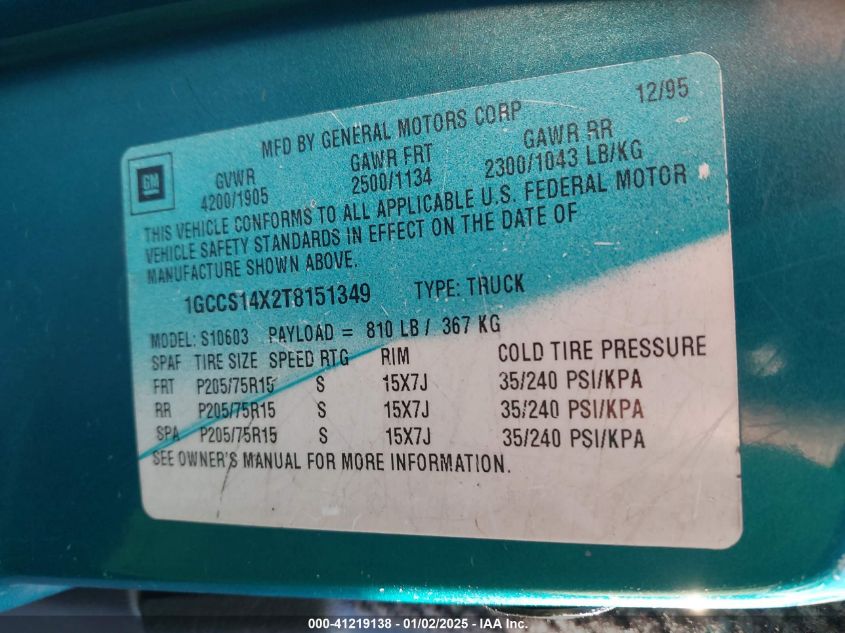 12/95
MFD BY GENERAL MOTORS CORP
GM
GVWR GAWR FRT GAWR RR
4200/1905 2500/1134 2300/1043 LB/KG
THIS VEHICLE CONFORMS TO ALL APPLICABLE U.S. FEDERAL MOTOR
VEHICLE SAFETY STANDARDS IN EFFECT ON THE DATE OF
MANUFACTURE SHOWN ABOVE.
1GCCS14X2T8151349 TYPE: TRUCK
MODEL: S10603 PAYLOAD = 810 LB/ 367 KG
SPAF TIRE SIZE SPEED RTG RIM COLD TIRE PRESSURE
FRT P205/75R15 S 15X7J 35/240 PSI/KPA
RR P205/75R15 S 15X7J 35/240 PSI/KPA
SPA P205/75R15 S 15X7J 35/240 PSI/KPA
SEE OWNER'S MANUAL FOR MORE INFORMATION.
000-41219138 - 01/02/2025 - IAA Inc.